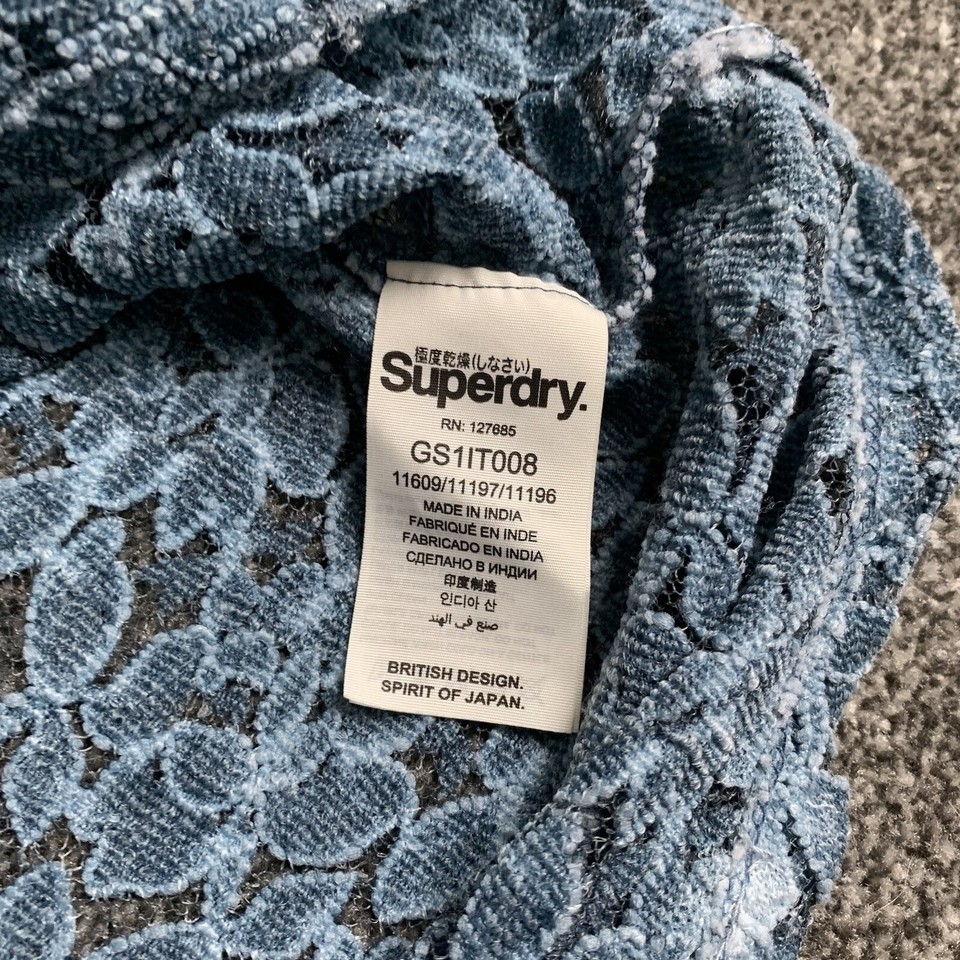 極度乾燥(しなさい)
Superdry.
RN: 127685
GS1IT008
11609/11197/11196
MADE IN INDIA
FABRIQUÉ EN INDE
FABRICADO EN INDIA
СДЕЛАНО В ИНДИИ
印度制造
인디아 산
صنع في الهند
BRITISH DESIGN.
SPIRIT OF JAPAN.